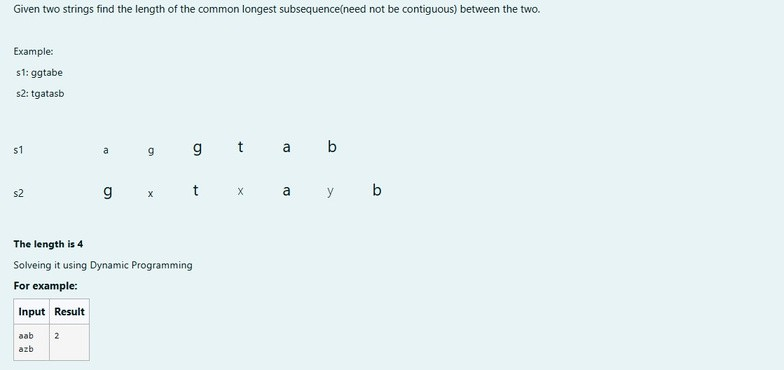 Given two strings find the length of the common longest subsequence(need not be contiguous) between the two.
Example:
s1: ggtabe
s2: tgatasb
s1 a g g t a b
s2 g x t x a y b
The length is 4
Solveing it using Dynamic Programming
For example:
Input Result
aab 2
azb